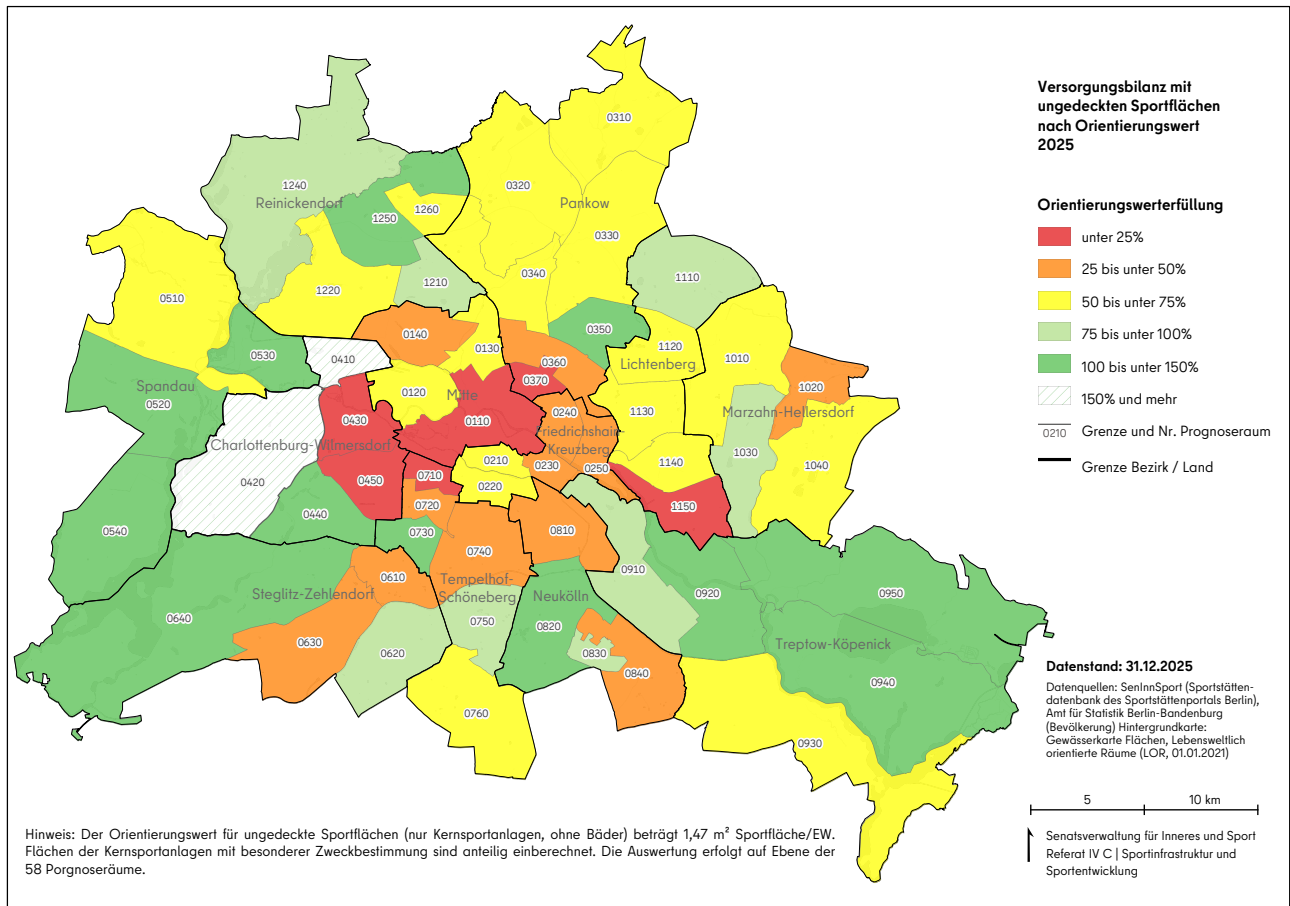 Versorgungsbilanz mit
ungedeckten Sportflächen
nach Orientierungswert
2025
Orientierungswerterfüllung
unter 25%
25 bis unter 50%
50 bis unter 75%
75 bis unter 100%
100 bis unter 150%
150% und mehr
0210 Grenze und Nr. Prognoseraum
Grenze Bezirk / Land
0310
0320
1240
Reinickendorf
Pankow
1260
1250
0330
0340
1110
1210
0510
1220
0350
0140
0130
1120
0530
0410
0360
Lichtenberg
1010
0370
Spandau
0520
0120
Mitte
1020
0430
0110
0240
1130
Marzahn-Hellersdorf
Charlottenburg-Wilmersdorf
Friedrichshain-
Kreuzberg
1030
0210
0230
0250
1140
1040
0420
0450
0710
0220
0720
1150
0440
0540
0730
0810
0740
0910
0610
Tempelhof-
Schöneberg
Steglitz-Zehlendorf
Neukölln
0920
0950
0640
0750
0820
0630
0620
0830
Treptow-Köpenick
0840
0940
0760
0930
Datenstand: 31.12.2025
Datenquellen: SenInnSport (Sportstätten-
datenbank des Sportstättenportals Berlin),
Amt für Statistik Berlin-Bandenburg
(Bevölkerung) Hintergrundkarte:
Gewässerkarte Flächen, Lebensweltlich
orientierte Räume (LOR, 01.01.2021)
5 10 km
Senatsverwaltung für Inneres und Sport
Referat IV C | Sportinfrastruktur und
Sportentwicklung
Hinweis: Der Orientierungswert für ungedeckte Sportflächen (nur Kernsportanlagen, ohne Bäder) beträgt 1,47 m² Sportfläche/EW.
Flächen der Kernsportanlagen mit besonderer Zweckbestimmung sind anteilig einberechnet. Die Auswertung erfolgt auf Ebene der
58 Porgnoseräume.